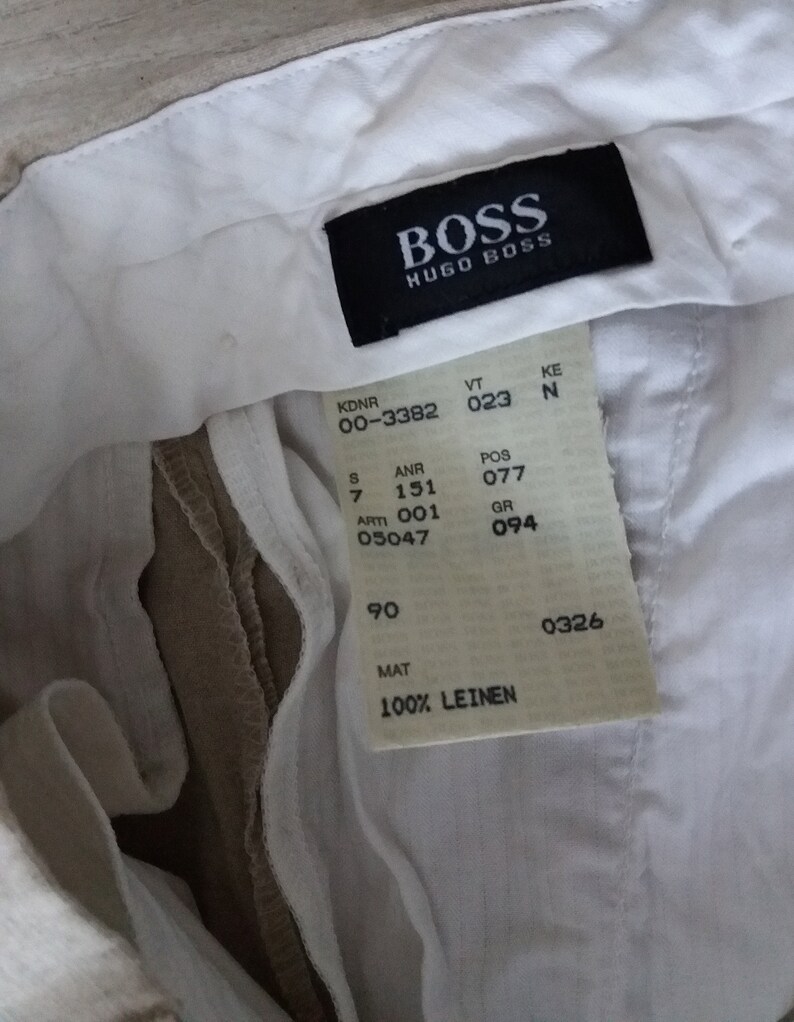 BOSS
HUGO BOSS
KDNR VT KE
00-3382 023 N
S ANR POS
7 151 077
ARTI 001 GR
05047 094
90 0326
MAT
100% LEINEN